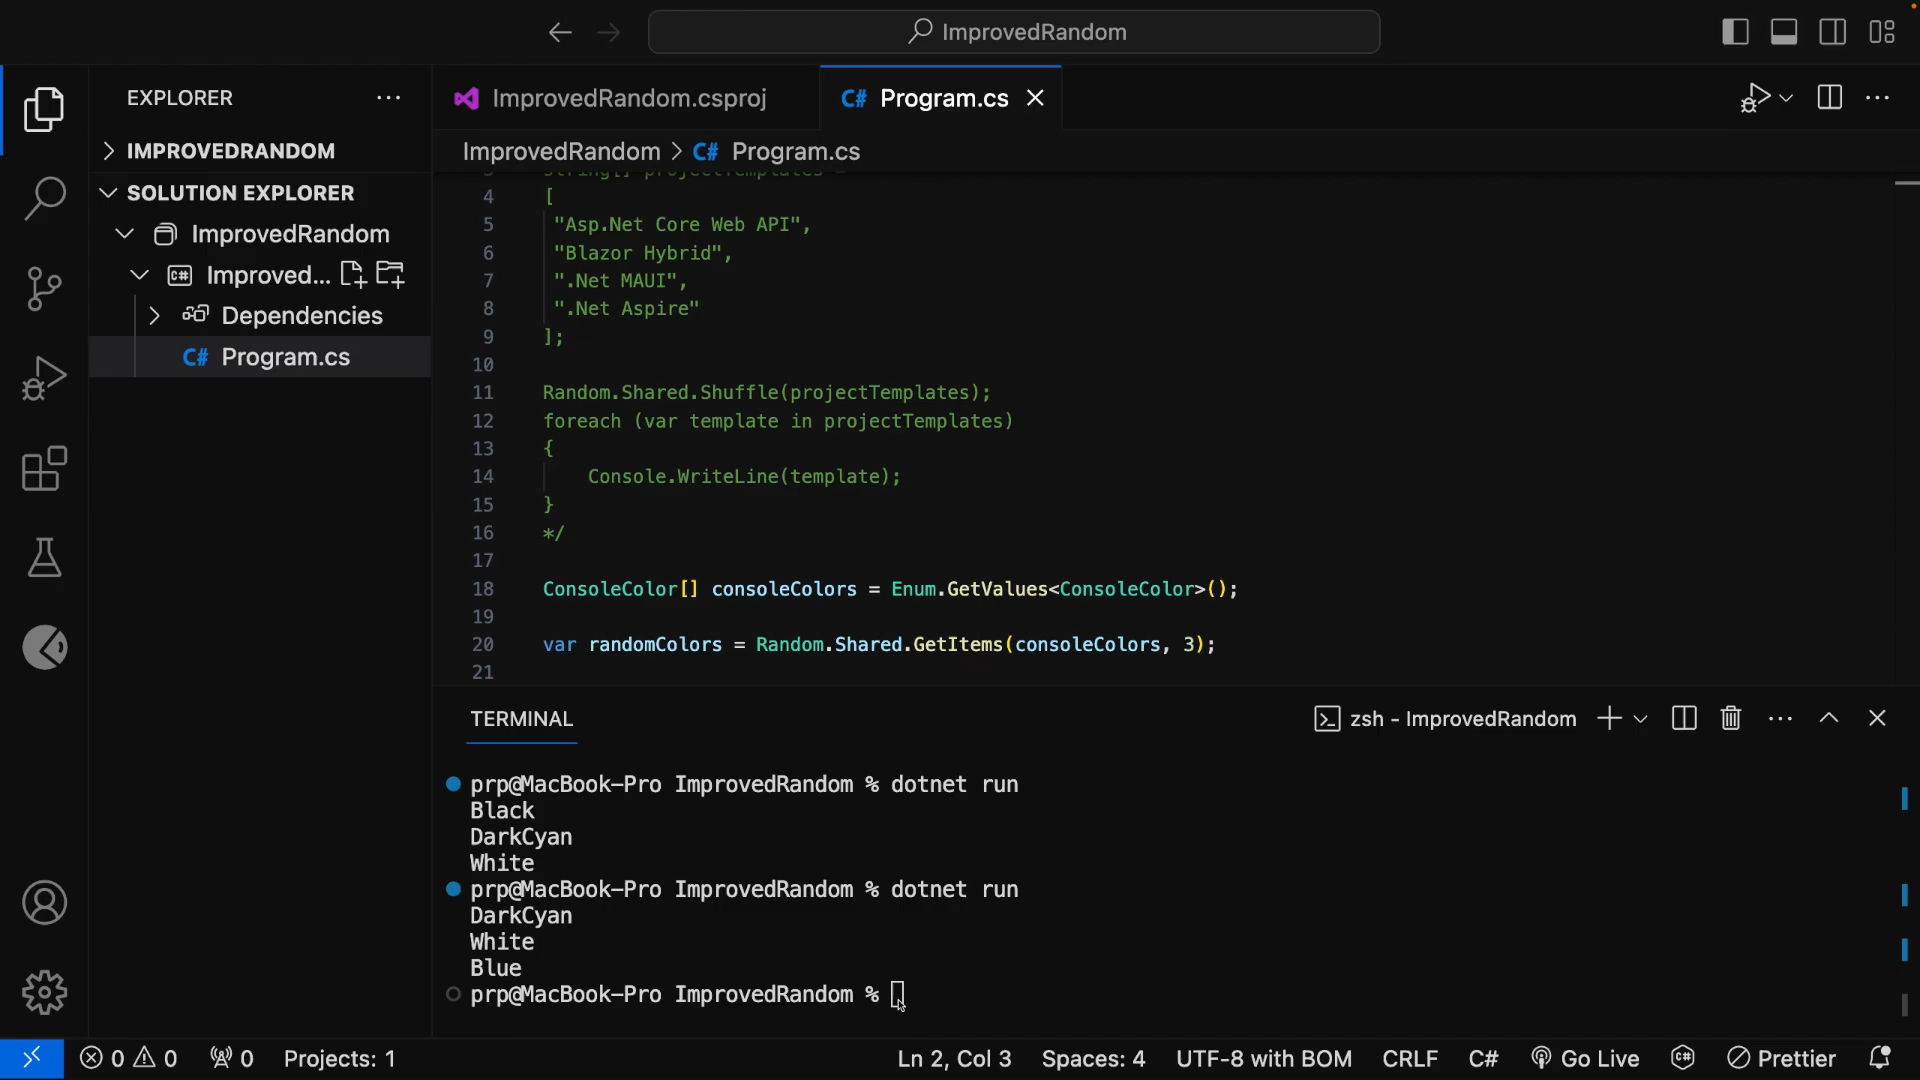 ImprovedRandom
EXPLORER
IMPROVEDRANDOM
SOLUTION EXPLORER
ImprovedRandom
Improved...
Dependencies
C# Program.cs
ImprovedRandom.csproj
C# Program.cs
ImprovedRandom > C# Program.cs
3 string[] projectTemplates =
4 [
5 "Asp.Net Core Web API",
6 "Blazor Hybrid",
7 ".Net MAUI",
8 ".Net Aspire"
9 ];
10
11 Random.Shared.Shuffle(projectTemplates);
12 foreach (var template in projectTemplates)
13 {
14 Console.WriteLine(template);
15 }
16 */
17
18 ConsoleColor[] consoleColors = Enum.GetValues<ConsoleColor>();
19
20 var randomColors = Random.Shared.GetItems(consoleColors, 3);
21
TERMINAL
zsh - ImprovedRandom
prp@MacBook-Pro ImprovedRandom % dotnet run
Black
DarkCyan
White
prp@MacBook-Pro ImprovedRandom % dotnet run
DarkCyan
White
Blue
prp@MacBook-Pro ImprovedRandom %
0 0 0 Projects: 1 Ln 2, Col 3 Spaces: 4 UTF-8 with BOM CRLF C# Go Live Prettier